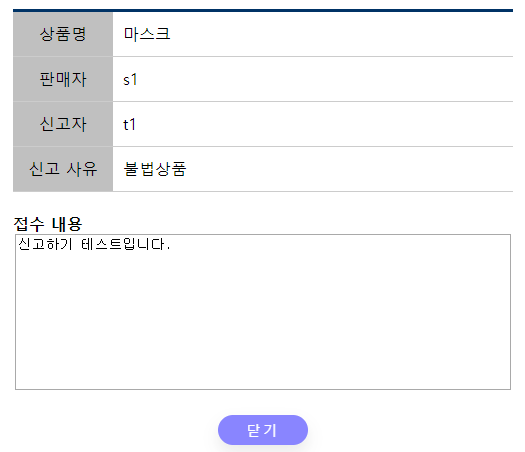 상품명 마스크
판매자 s1
신고자 t1
신고 사유 불법상품
접수 내용
신고하기 테스트입니다.
닫기